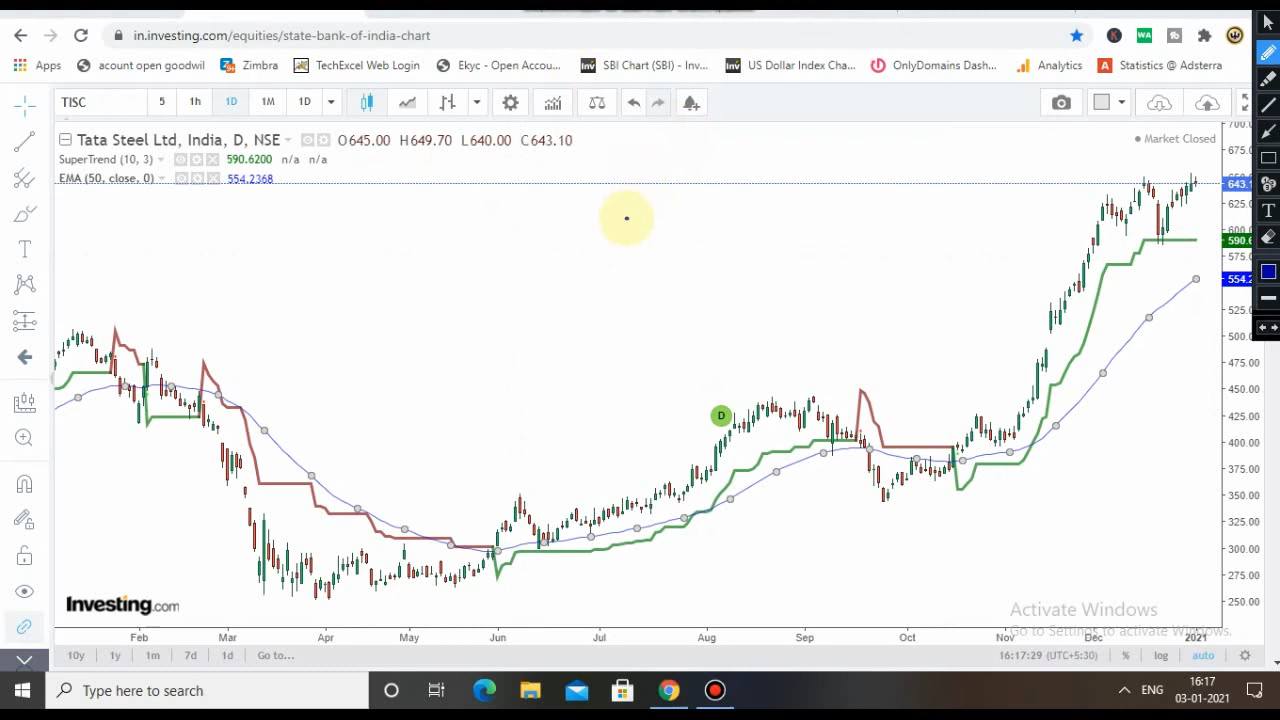 in.investing.com/equities/state-bank-of-india-chart
Apps acount open goodwil Zimbra TechExcel Web Login Ekyc - Open Accou... SBI Chart (SBI) - Inv... US Dollar Index Cha... OnlyDomains Dash... Analytics Statistics @ Adsterra
TISC 5 1h 1D 1M 1D
Tata Steel Ltd, India, D, NSE O645.00 H649.70 L640.00 C643.10
Market Closed
SuperTrend (10, 3) 590.6200 n/a n/a
EMA (50, close, 0) 554.2368
700.00
675.00
643.1
625.00
600.00
590.6
575.00
554.2
525.00
500.00
475.00
450.00
425.00
400.00
375.00
350.00
325.00
300.00
275.00
250.00
D
Investing.com
Activate Windows
Go to Settings to activate Windows.
Feb Mar Apr May Jun Jul Aug Sep Oct Nov Dec 2021
10y 1y 1m 7d 1d Go to... 16:17:29 (UTC+5:30) % log auto
Type here to search ENG 16:17
03-01-2021